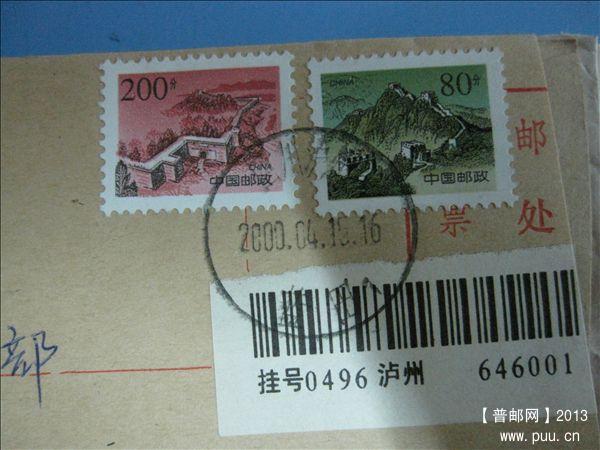 200分
CHINA
中国邮政
CHINA
80分
中国邮政
邮
票处
2000.04.15.16
挂号0496 泸州 646001
部
【普邮网】2013
www.puu.cn